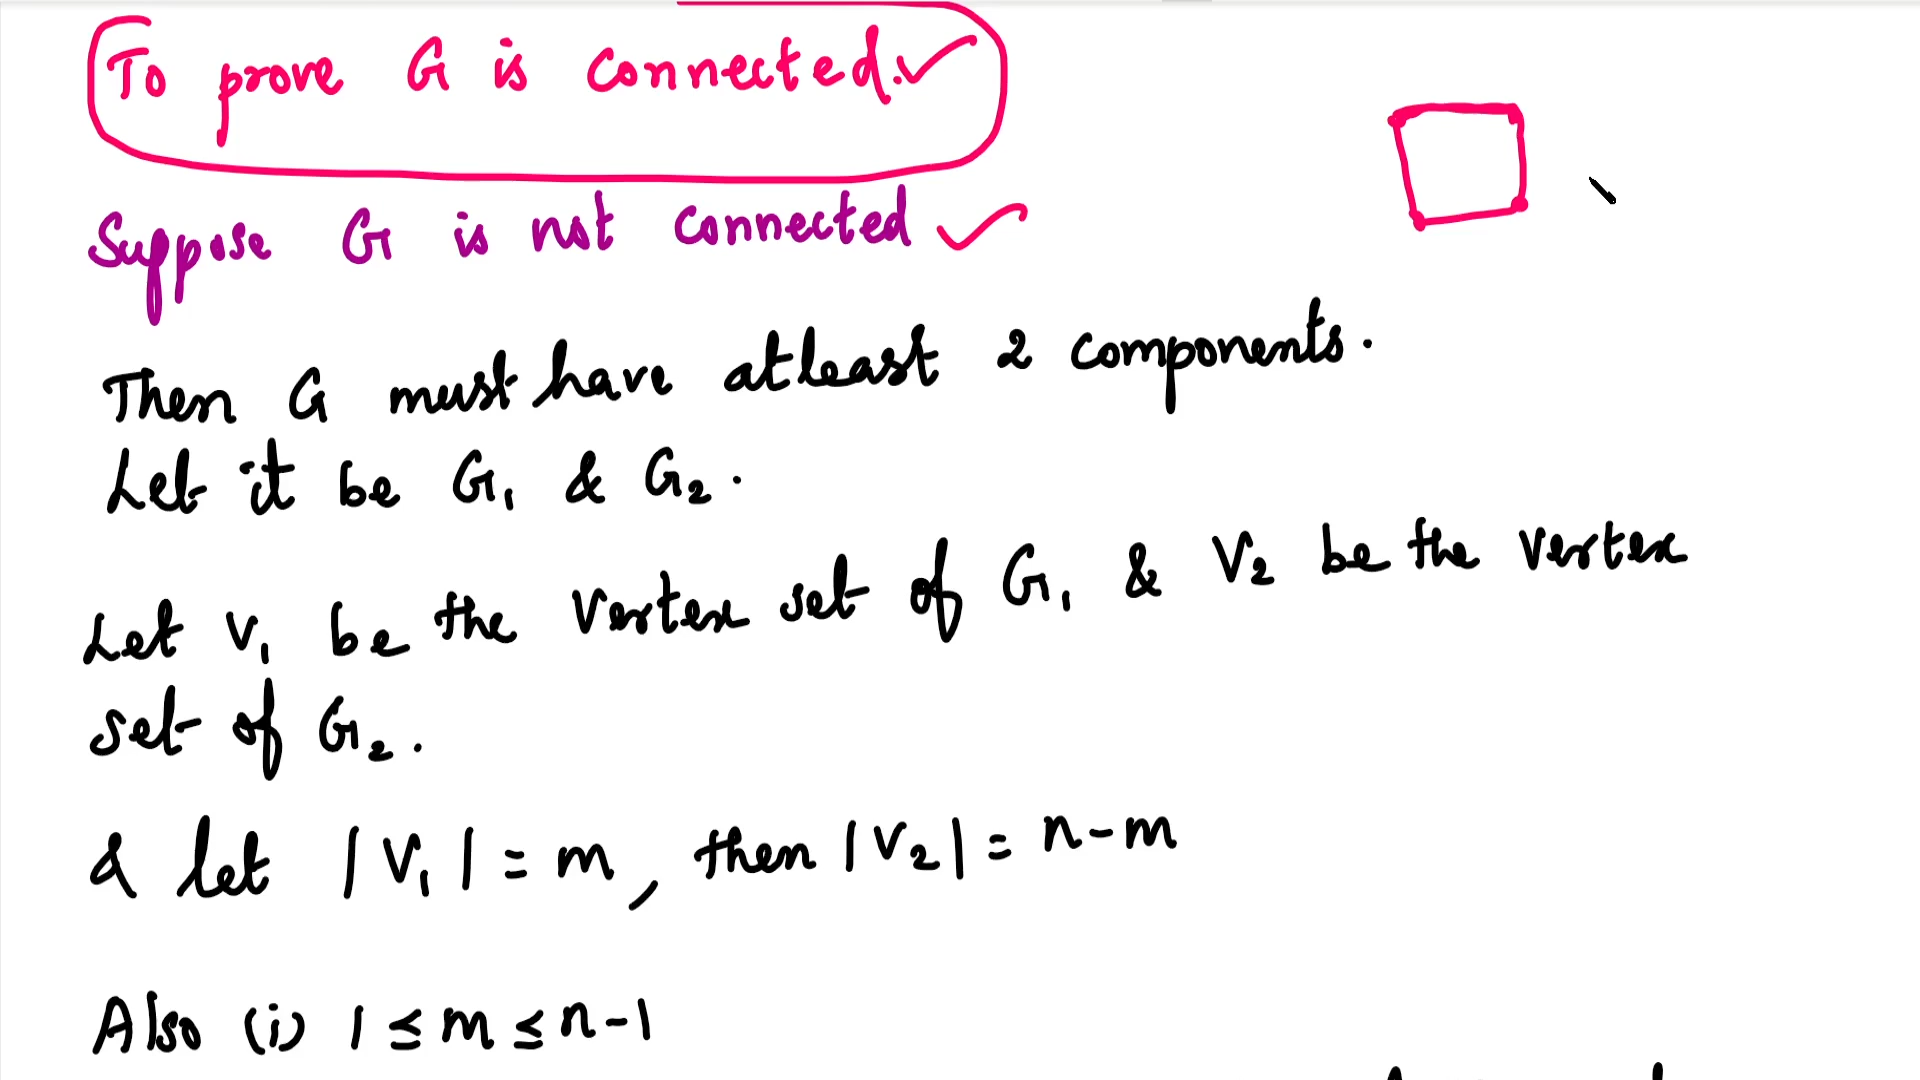 To prove G is connected.
Suppose G is not connected
Then G must have atleast 2 components.
Let it be G₁ & G₂.
Let V₁ be the vertex set of G₁ & V₂ be the vertex
set of G₂.
& let |V₁| = m, then |V₂| = n-m
Also (i) 1 ≤ m ≤ n-1